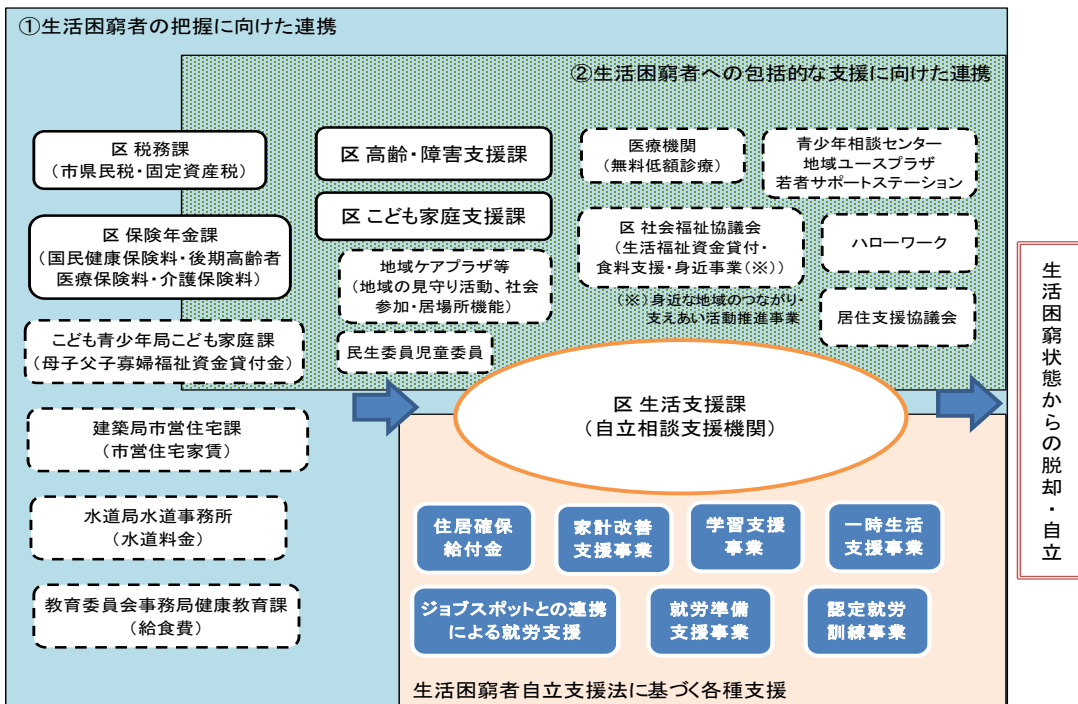 ①生活困窮者の把握に向けた連携
②生活困窮者への包括的な支援に向けた連携
区 税務課
(市県民税・固定資産税)
区 保険年金課
(国民健康保険料・後期高齢者
医療保険料・介護保険料)
こども青少年局こども家庭課
(母子父子寡婦福祉資金貸付金)
建築局市営住宅課
(市営住宅家賃)
水道局水道事務所
(水道料金)
教育委員会事務局健康教育課
(給食費)
区 高齢・障害支援課
区 こども家庭支援課
地域ケアプラザ等
(地域の見守り活動、社会
参加・居場所機能)
民生委員児童委員
医療機関
(無料低額診療)
区 社会福祉協議会
(生活福祉資金貸付・
食料支援・身近事業(※))
(※)身近な地域のつながり・
支えあい活動推進事業
青少年相談センター
地域ユースプラザ
若者サポートステーション
ハローワーク
居住支援協議会
区 生活支援課
(自立相談支援機関)
住居確保
給付金
家計改善
支援事業
学習支援
事業
一時生活
支援事業
ジョブスポットとの連携
による就労支援
就労準備
支援事業
認定就労
訓練事業
生活困窮者自立支援法に基づく各種支援
生活困窮状態からの脱却・自立